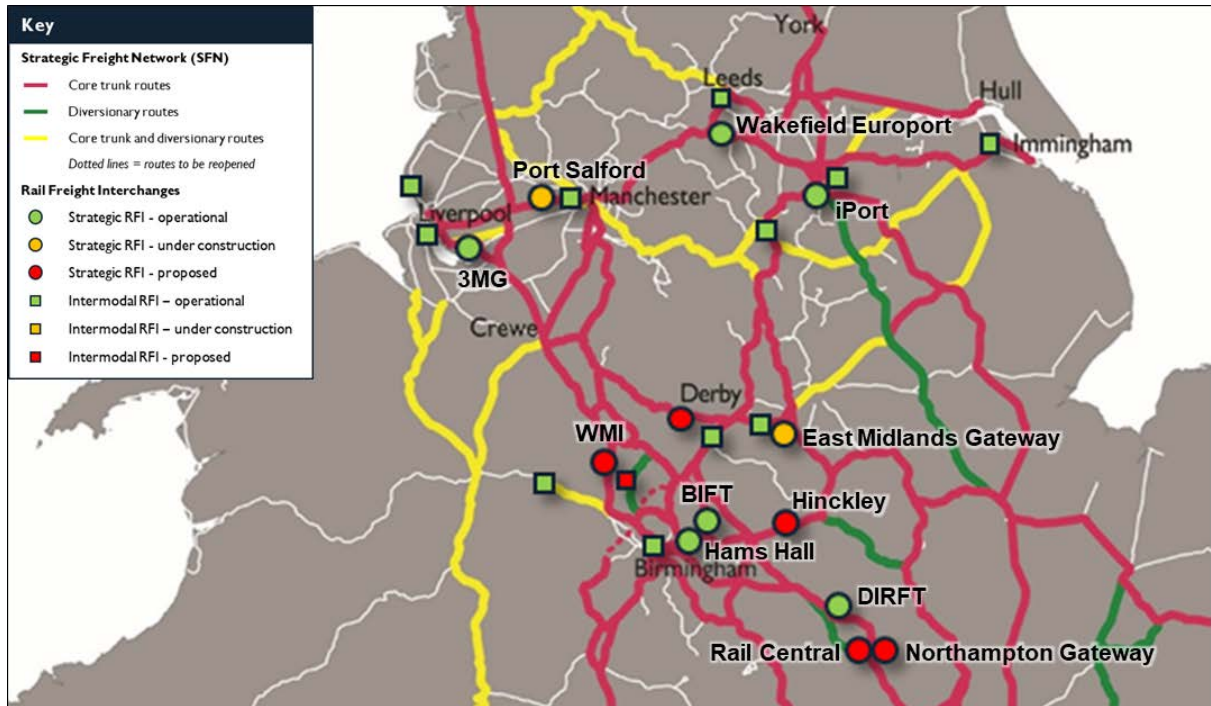 Key
Strategic Freight Network (SFN)
Core trunk routes
Diversionary routes
Core trunk and diversionary routes
Dotted lines = routes to be reopened
Rail Freight Interchanges
Strategic RFI - operational
Strategic RFI - under construction
Strategic RFI - proposed
Intermodal RFI – operational
Intermodal RFI – under construction
Intermodal RFI - proposed
York
Leeds
Hull
Wakefield Europort
Immingham
Port Salford
Manchester
Liverpool
iPort
3MG
Crewe
Derby
WMI
East Midlands Gateway
BIFT
Hinckley
Hams Hall
Birmingham
DIRFT
Rail Central
Northampton Gateway